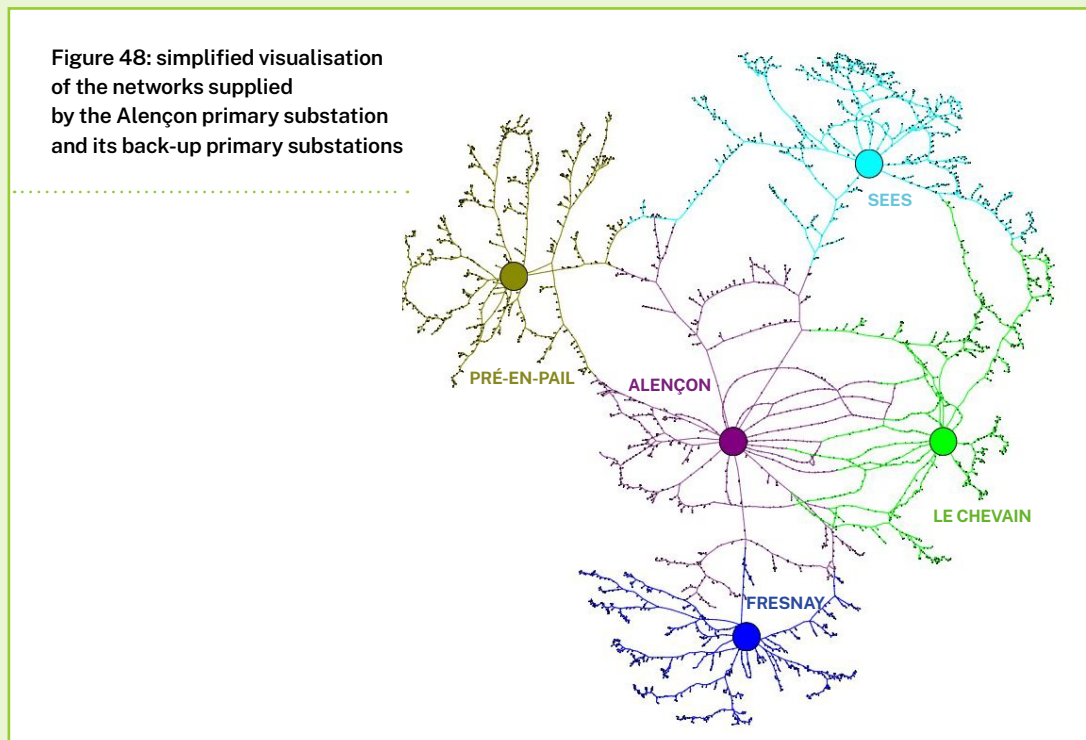 Figure 48: simplified visualisation
of the networks supplied
by the Alençon primary substation
and its back-up primary substations
SEES
PRÉ-EN-PAIL
ALENÇON
LE CHEVAIN
FRESNAY